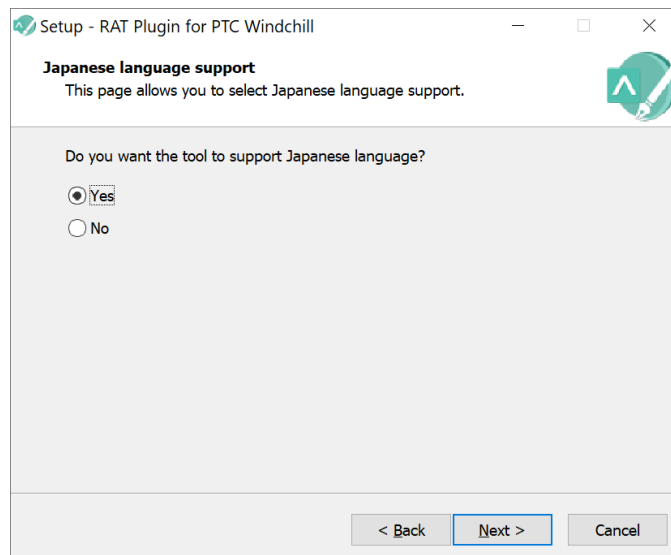 Setup - RAT Plugin for PTC Windchill
Japanese language support
This page allows you to select Japanese language support.
Do you want the tool to support Japanese language?
Yes
No
< Back
Next >
Cancel